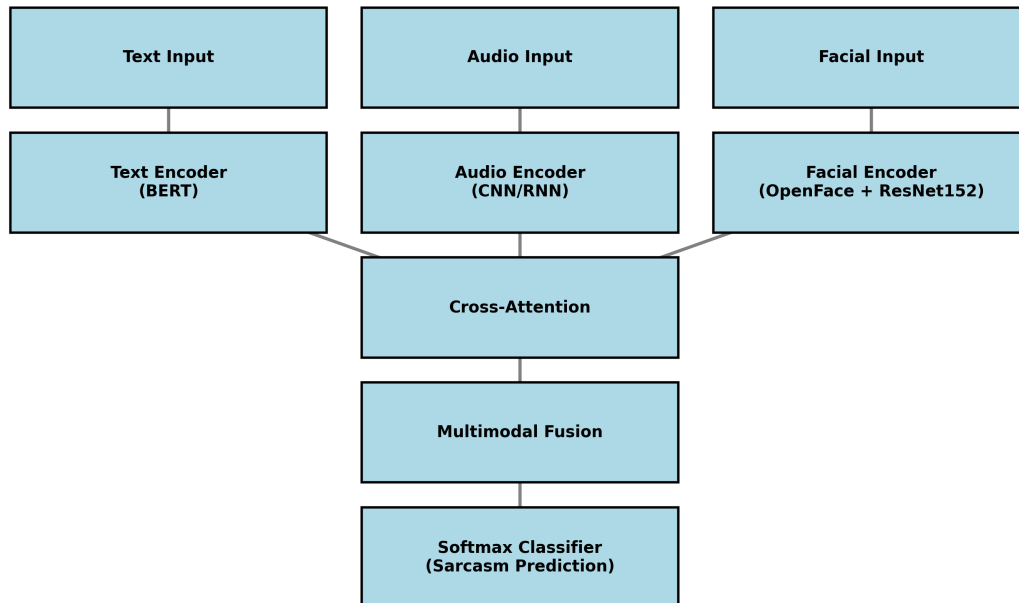 Text Input
Audio Input
Facial Input
Text Encoder
(BERT)
Audio Encoder
(CNN/RNN)
Facial Encoder
(OpenFace + ResNet152)
Cross-Attention
Multimodal Fusion
Softmax Classifier
(Sarcasm Prediction)